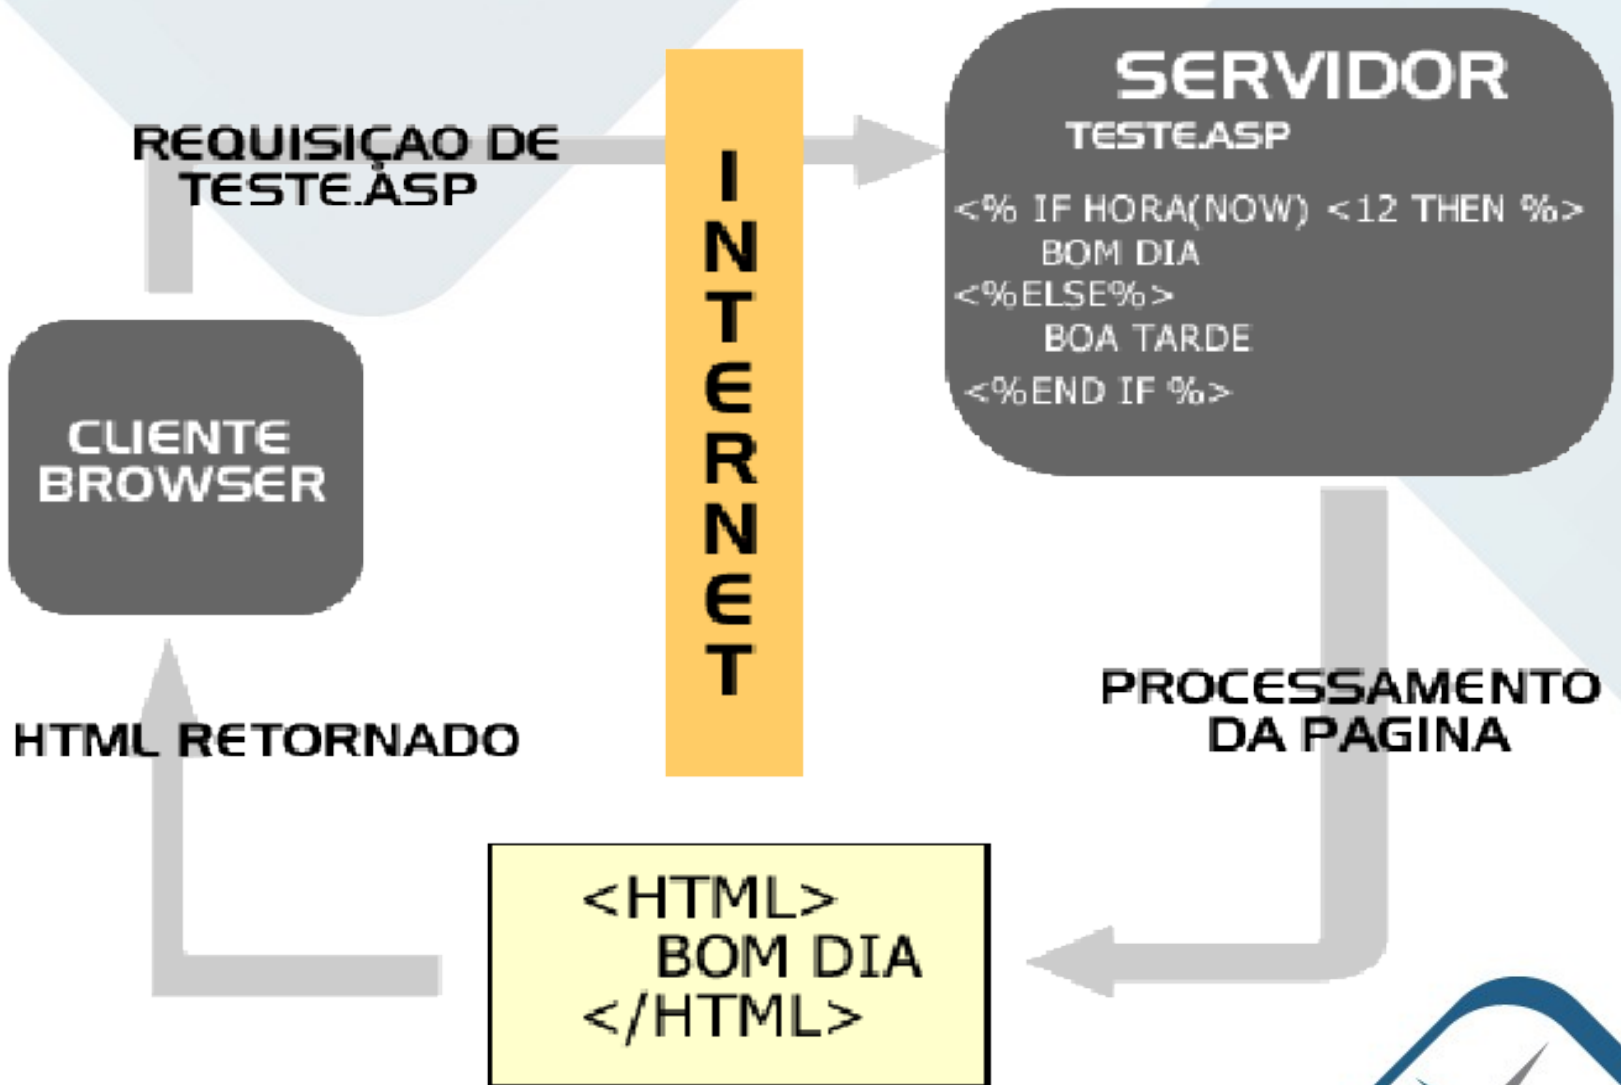 REQUISIÇAO DE
TESTE.ASP
INTERNET
SERVIDOR
TESTE.ASP
<% IF HORA(NOW) <12 THEN %>
BOM DIA
<%ELSE%>
BOA TARDE
<%END IF %>
CLIENTE
BROWSER
PROCESSAMENTO
DA PAGINA
HTML RETORNADO
<HTML>
BOM DIA
</HTML>